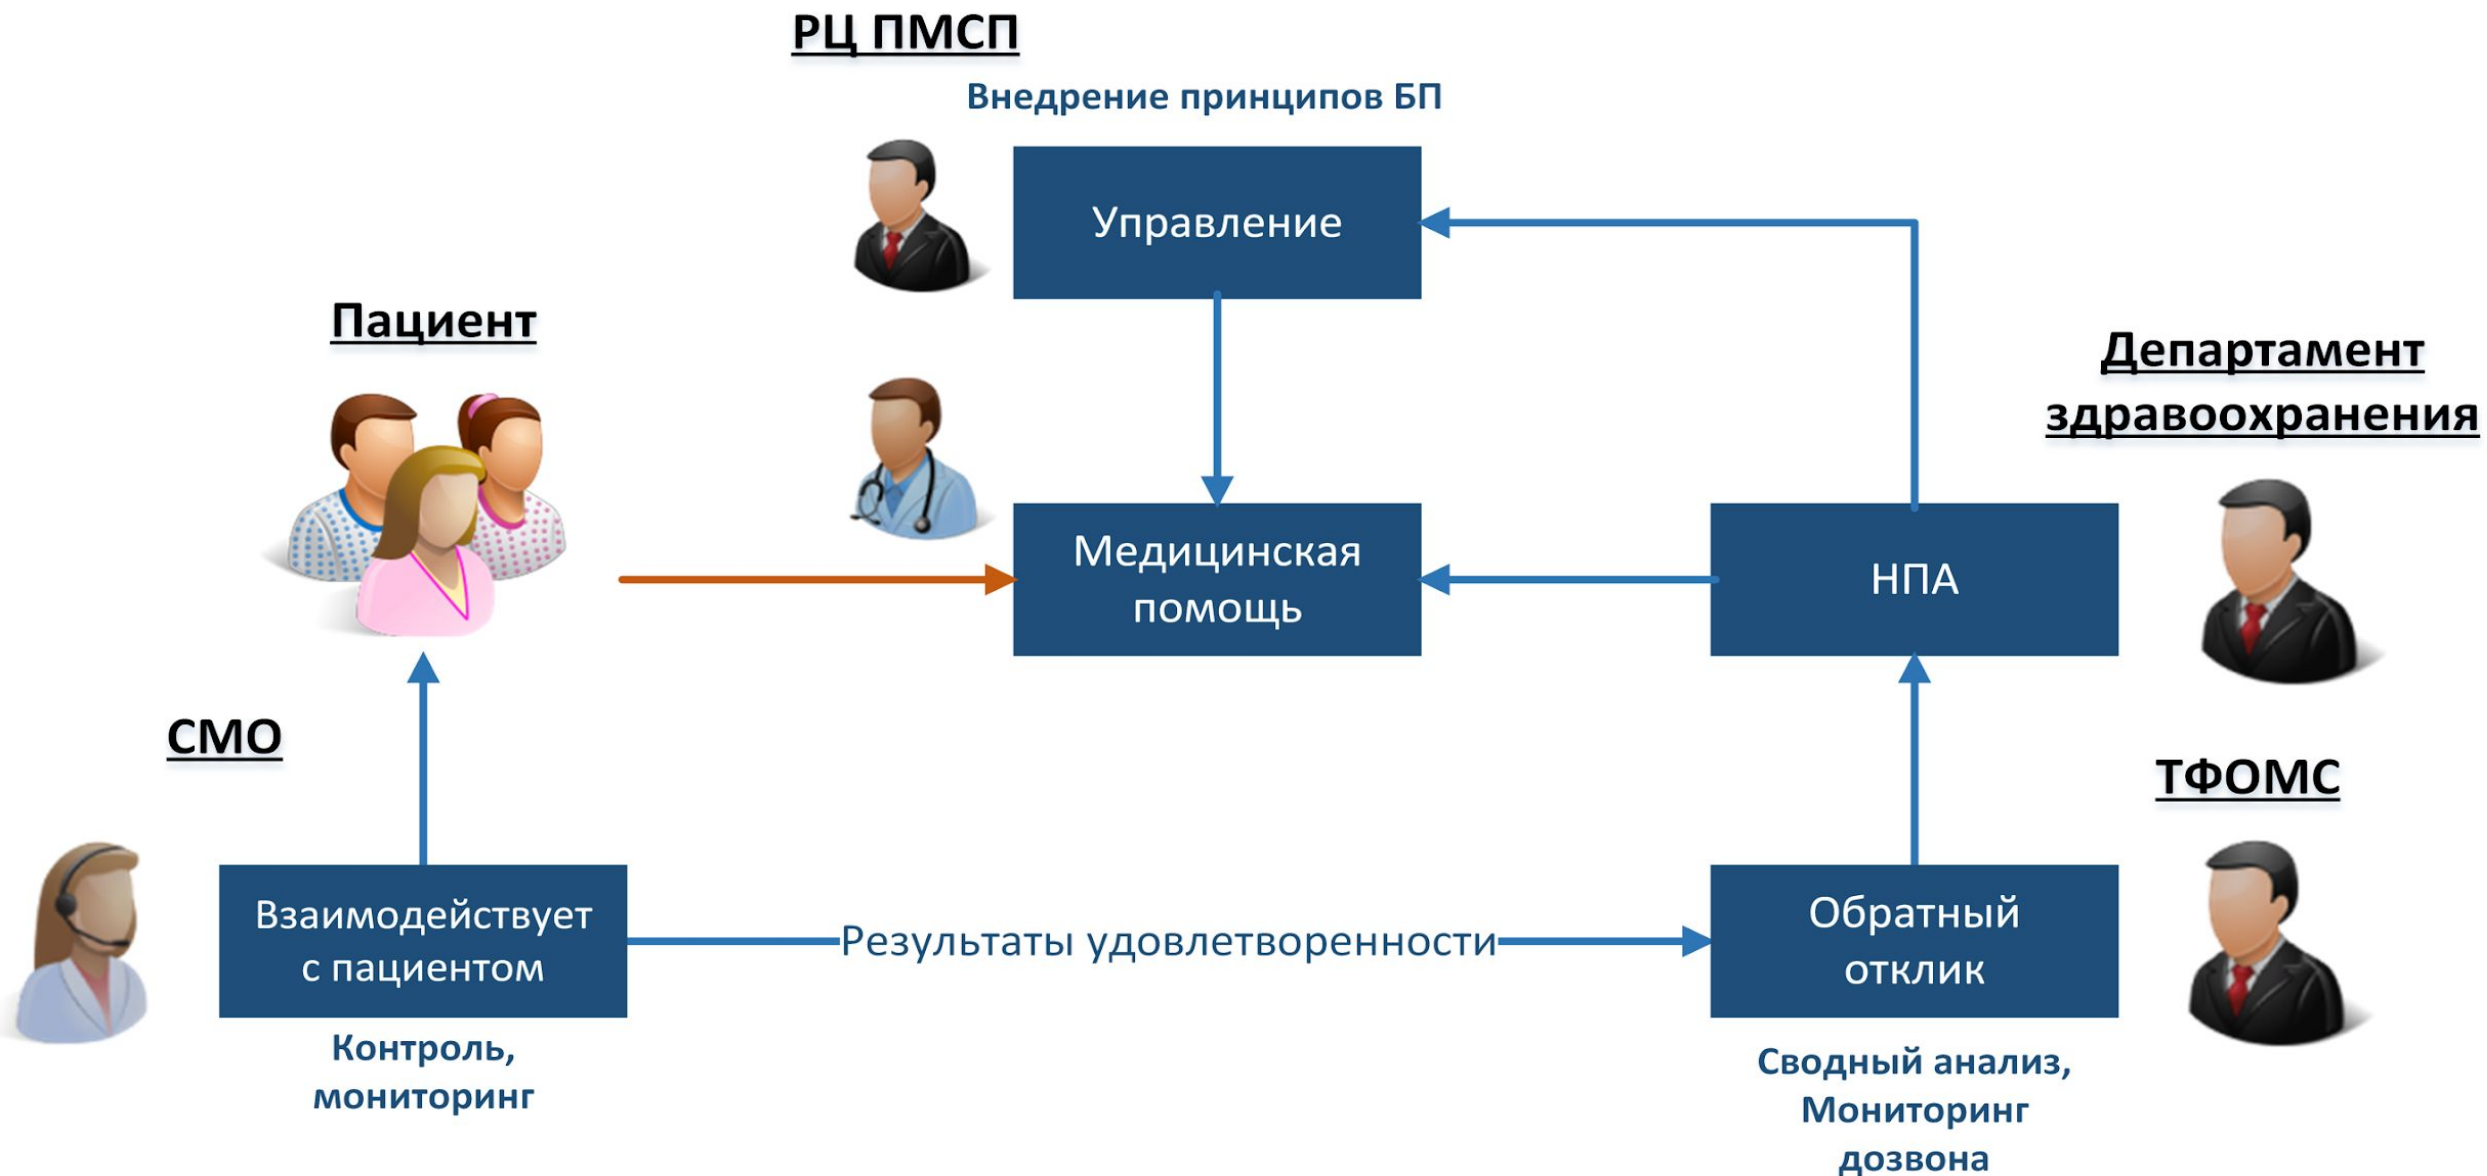 РЦ ПМСП
Внедрение принципов БП
Управление
Пациент
Департамент
здравоохранения
Медицинская
помощь
НПА
СМО
ТФОМС
Взаимодействует
с пациентом
Результаты удовлетворенности
Обратный
отклик
Контроль,
мониторинг
Сводный анализ,
Мониторинг
дозвона